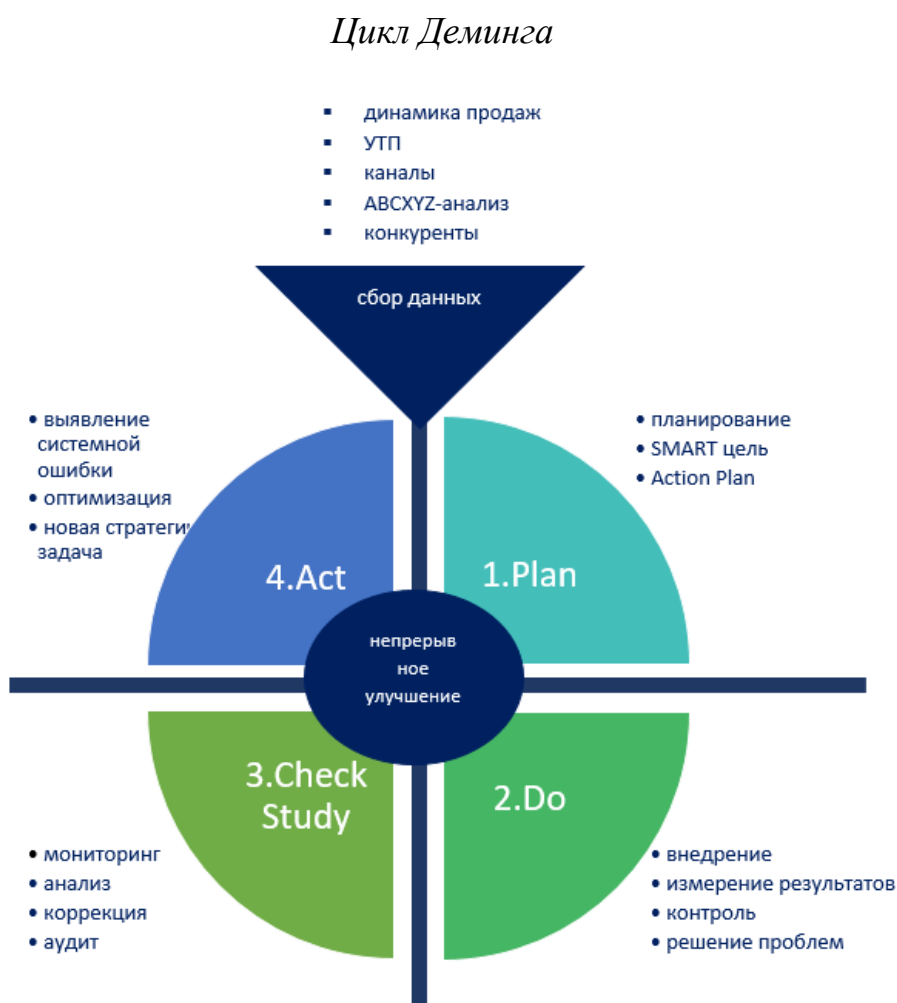 Цикл Деминга
▪ динамика продаж
▪ УТП
▪ каналы
▪ ABCXYZ-анализ
▪ конкуренты
сбор данных
• выявление
системной
ошибки
• оптимизация
• новая стратеги
задача
• планирование
• SMART цель
• Action Plan
4.Act
1.Plan
непрерыв
ное
улучшение
3.Check
Study
2.Do
• мониторинг
• анализ
• коррекция
• аудит
• внедрение
• измерение результатов
• контроль
• решение проблем